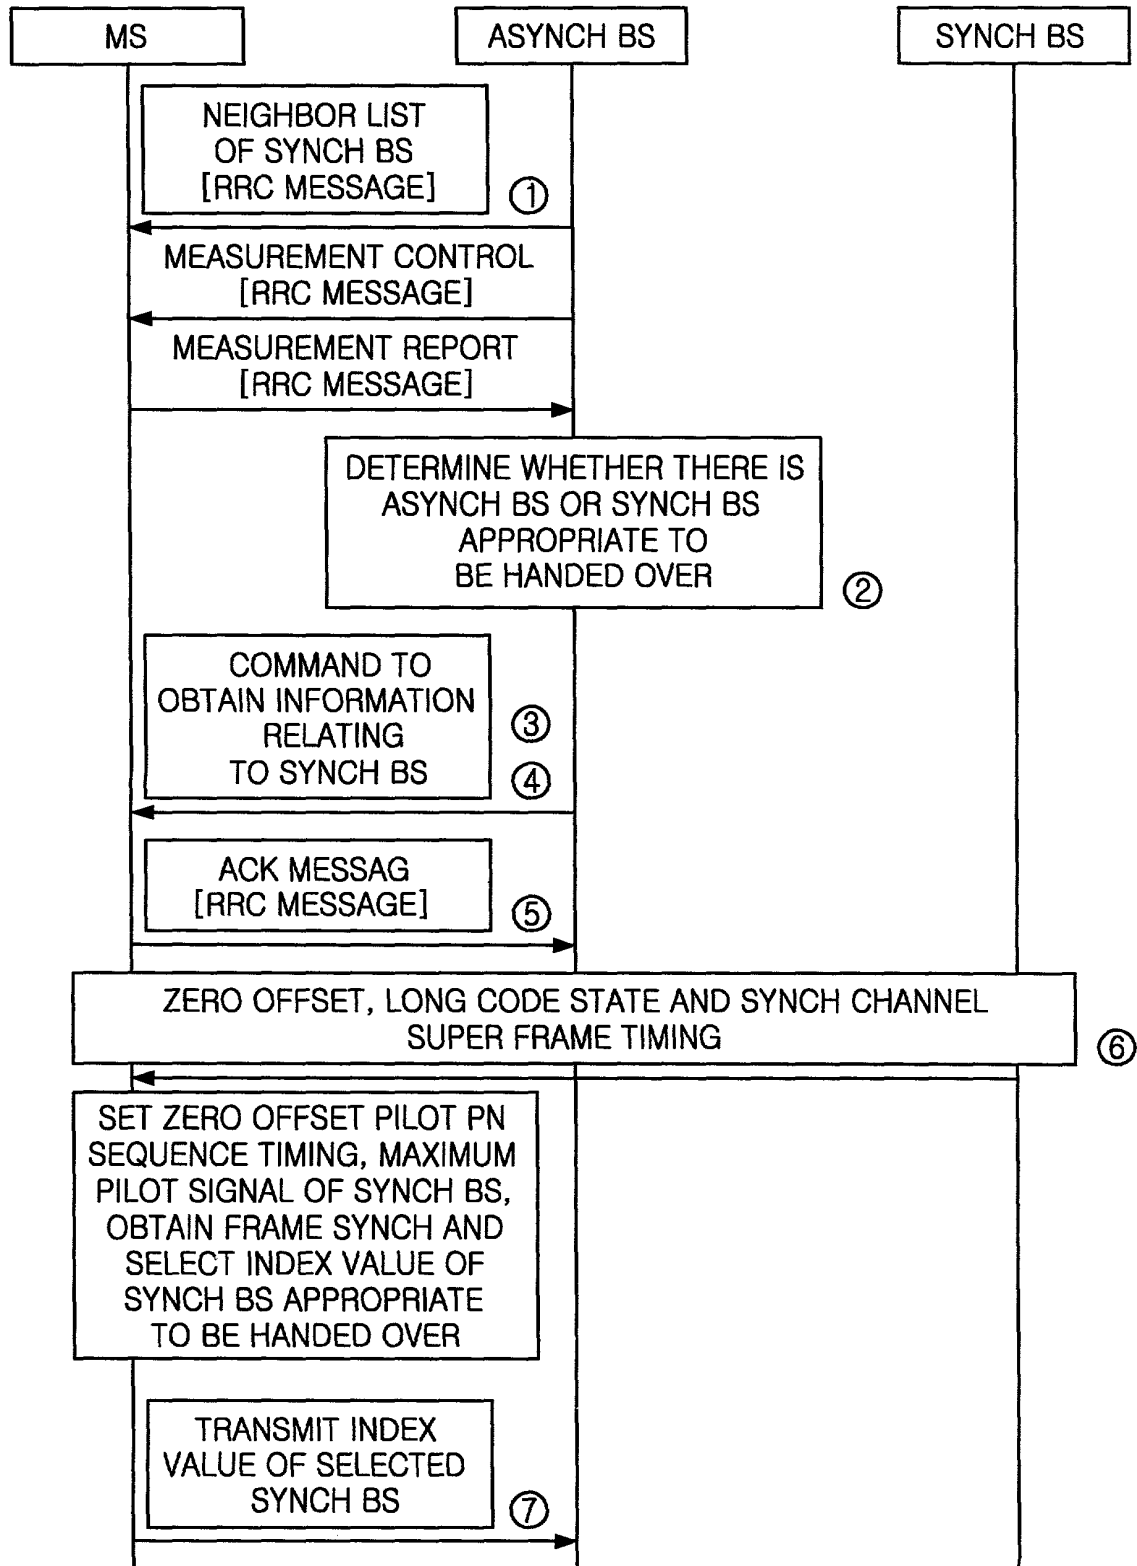 MS
ASYNCH BS
SYNCH BS
NEIGHBOR LIST
OF SYNCH BS
[RRC MESSAGE]
①
MEASUREMENT CONTROL
[RRC MESSAGE]
MEASUREMENT REPORT
[RRC MESSAGE]
DETERMINE WHETHER THERE IS
ASYNCH BS OR SYNCH BS
APPROPRIATE TO
BE HANDED OVER
②
COMMAND TO
OBTAIN INFORMATION
RELATING
TO SYNCH BS
③
④
ACK MESSAG
[RRC MESSAGE]
⑤
ZERO OFFSET, LONG CODE STATE AND SYNCH CHANNEL
SUPER FRAME TIMING
⑥
SET ZERO OFFSET PILOT PN
SEQUENCE TIMING, MAXIMUM
PILOT SIGNAL OF SYNCH BS,
OBTAIN FRAME SYNCH AND
SELECT INDEX VALUE OF
SYNCH BS APPROPRIATE
TO BE HANDED OVER
TRANSMIT INDEX
VALUE OF SELECTED
SYNCH BS
⑦